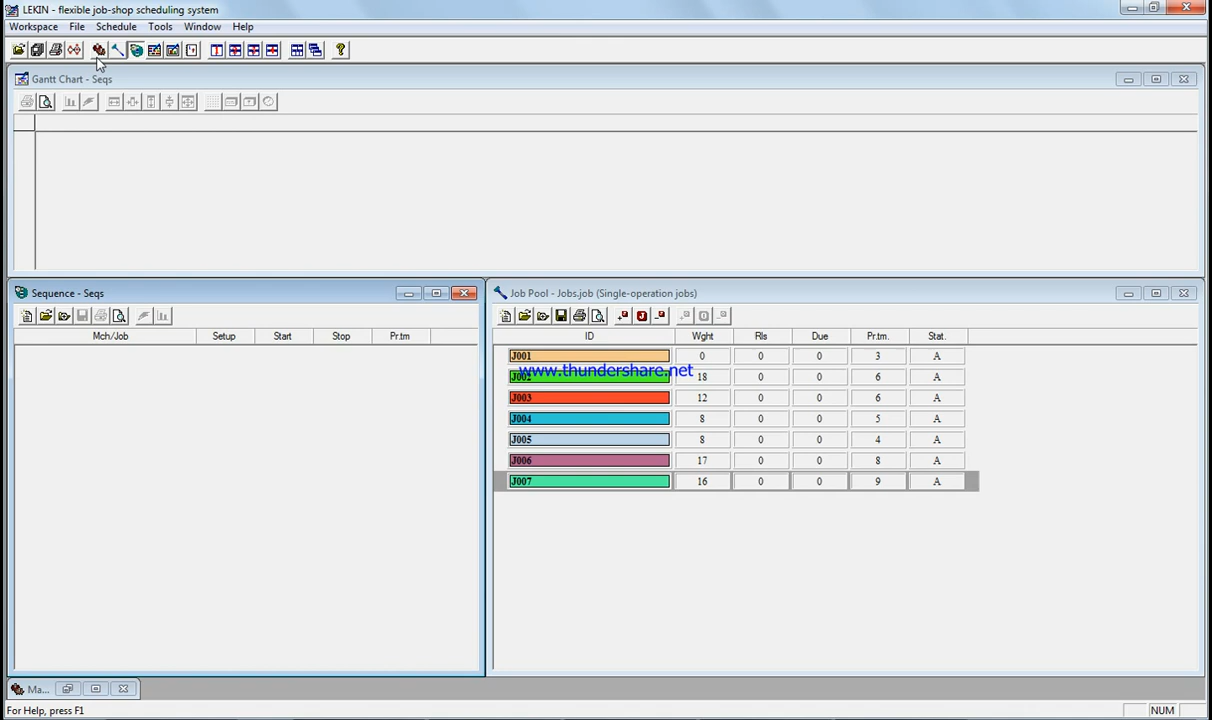 LEKIN - flexible job-shop scheduling system
Workspace File Schedule Tools Window Help
Gantt Chart - Seqs
Sequence - Seqs
Mch/Job Setup Start Stop Pr.tm
Job Pool - Jobs.job (Single-operation jobs)
ID Wght Rls Due Pr.tm. Stat.
J001 0 0 0 3 A
www.thundershare.net
J002 18 0 0 6 A
J003 12 0 0 6 A
J004 8 0 0 5 A
J005 8 0 0 4 A
J006 17 0 0 8 A
J007 16 0 0 9 A
Ma...
For Help, press F1 NUM